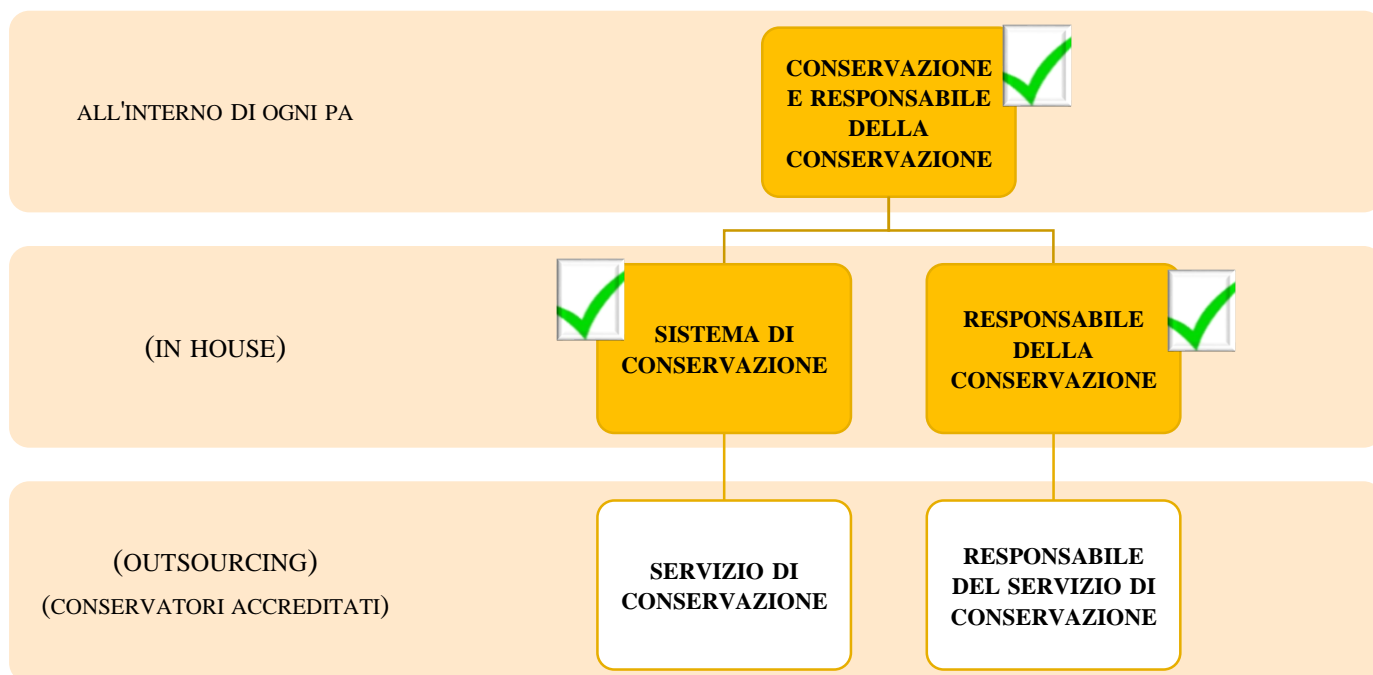 ALL'INTERNO DI OGNI PA
CONSERVAZIONE
E RESPONSABILE
DELLA
CONSERVAZIONE
(IN HOUSE)
SISTEMA DI
CONSERVAZIONE
RESPONSABILE
DELLA
CONSERVAZIONE
(OUTSOURCING)
(CONSERVATORI ACCREDITATI)
SERVIZIO DI
CONSERVAZIONE
RESPONSABILE
DEL SERVIZIO DI
CONSERVAZIONE